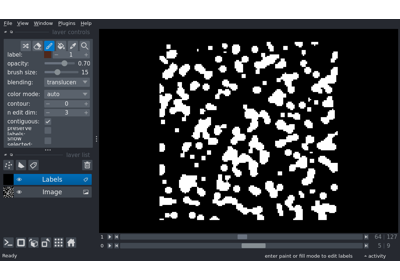 File View Window Plugins Help
layer controls
label: 1
opacity: 0.70
brush size: 15
blending: translucen
color mode: auto
contour: 0
n edit dim: 3
contiguous:
preserve labels:
show selected:
layer list
Labels
Image
1 64 127
0 5 9
Ready enter paint or fill mode to edit labels activity